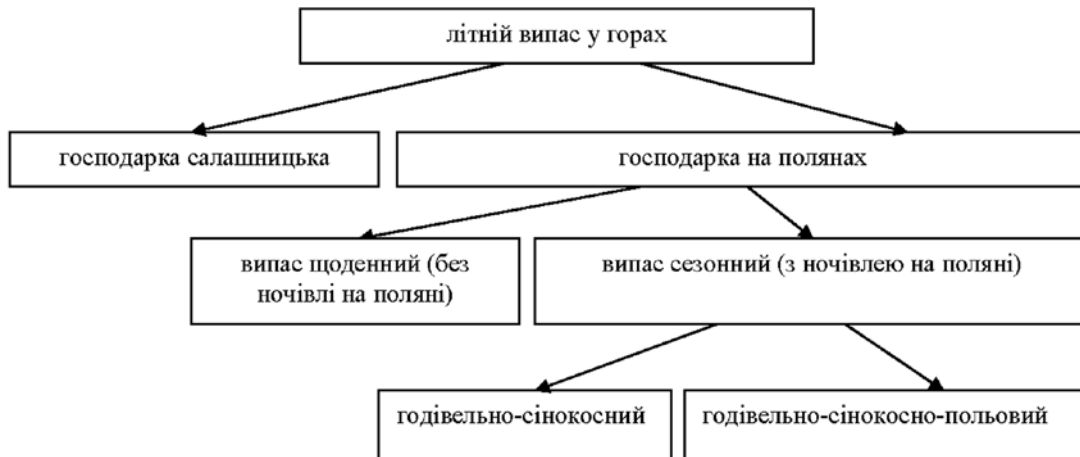 літній випас у горах
господарка салашницька
господарка на полянах
випас щоденний (без
ночівлі на поляні)
випас сезонний (з ночівлею на поляні)
годівельно-сінокосний
годівельно-сінокосно-польовий